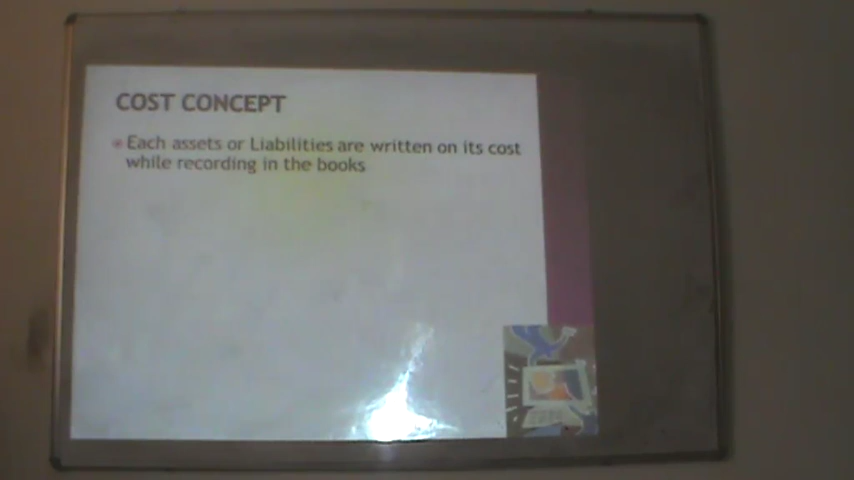 COST CONCEPT
Each assets or Liabilities are written on its cost
while recording in the books